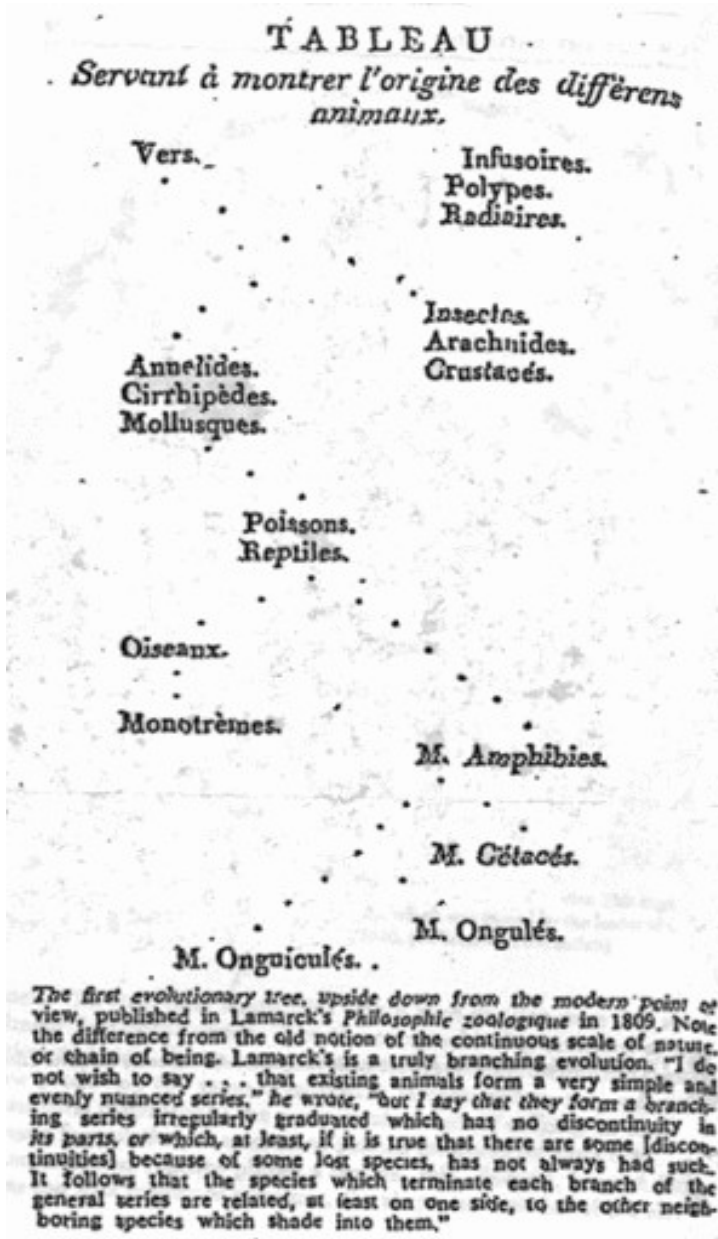 TABLEAU
Servant à montrer l'origine des différens
animaux.
Vers.
Infusoires.
Polypes.
Radiaires.
Insectes.
Arachnides.
Crustacés.
Annelides.
Cirrhipèdes.
Mollusques.
Poissons.
Reptiles.
Oiseaux.
Monotrèmes.
M. Amphibies.
M. Cétacés.
M. Ongulés.
M. Onguiculés.
The first evolutionary tree, upside down from the modern point of
view, published in Lamarck's Philosophie zoologique in 1809. Note
the difference from the old notion of the continuous scale of nature,
or chain of being. Lamarck's is a truly branching evolution. "I do
not wish to say . . . that existing animals form a very simple and
evenly nuanced series," he wrote, "but I say that they form a branch-
ing series irregularly graduated which has no discontinuity in
its parts, or which, at least, if it is true that there are some [discon-
tinuities] because of some lost species, has not always had such.
It follows that the species which terminate each branch of the
general series are related, at least on one side, to the other neigh-
boring species which shade into them."